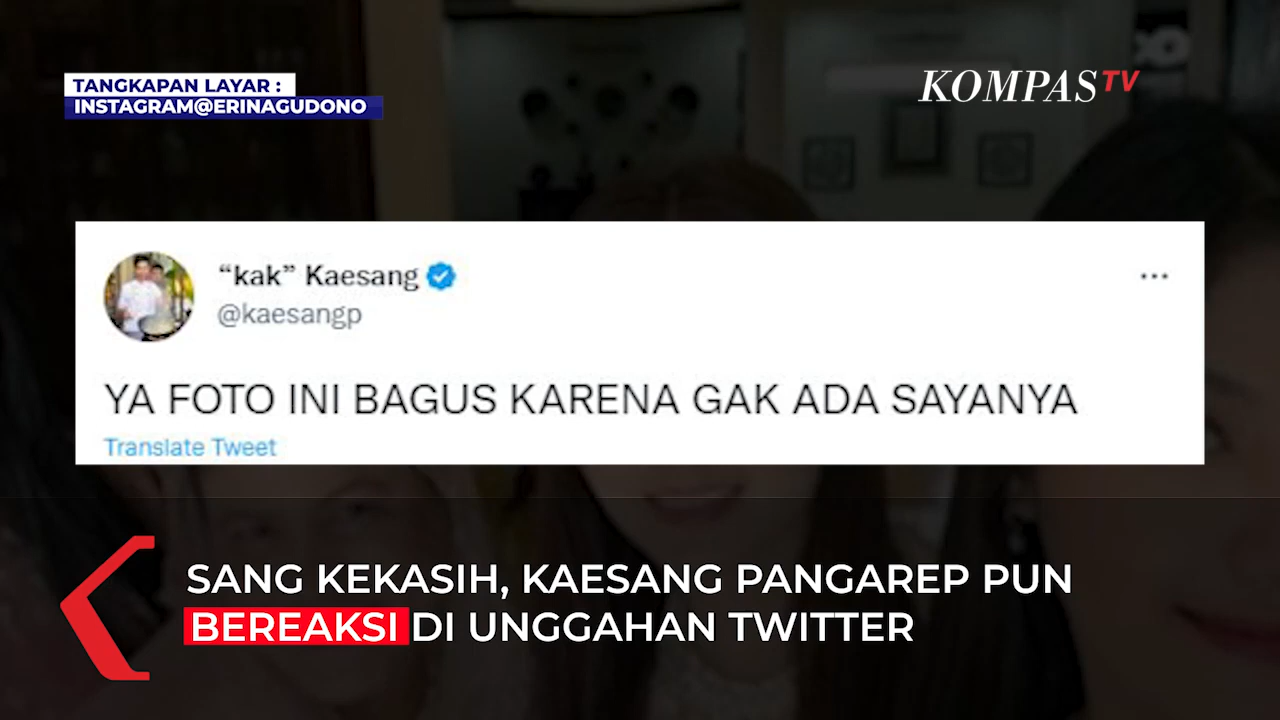 TANGKAPAN LAYAR :
INSTAGRAM@ERINAGUDONO
KOMPASTV
“kak” Kaesang
@kaesangp
YA FOTO INI BAGUS KARENA GAK ADA SAYANYA
Translate Tweet
SANG KEKASIH, KAESANG PANGAREP PUN
BEREAKSI DI UNGGAHAN TWITTER